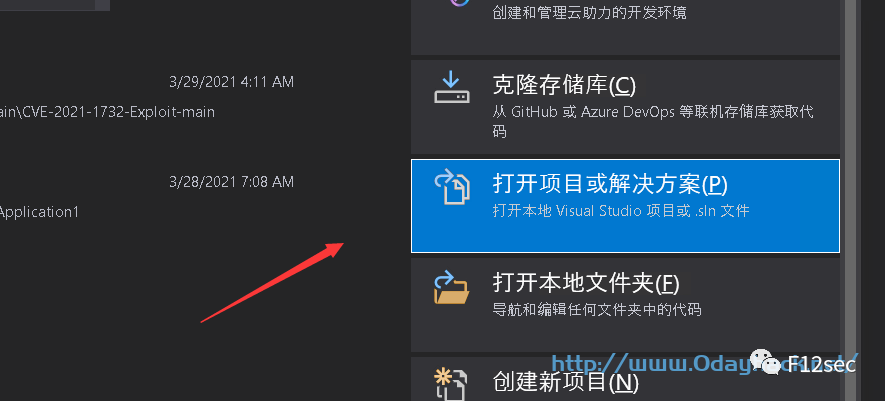 创建和管理云助力的开发环境
3/29/2021 4:11 AM
ain\CVE-2021-1732-Exploit-main
克隆存储库(C)
从 GitHub 或 Azure DevOps 等联机存储库获取代
码
3/28/2021 7:08 AM
Application1
打开项目或解决方案(P)
打开本地 Visual Studio 项目或 .sln 文件
打开本地文件夹(F)
导航和编辑任何文件夹中的代码
F12sec
创建新项目(N)